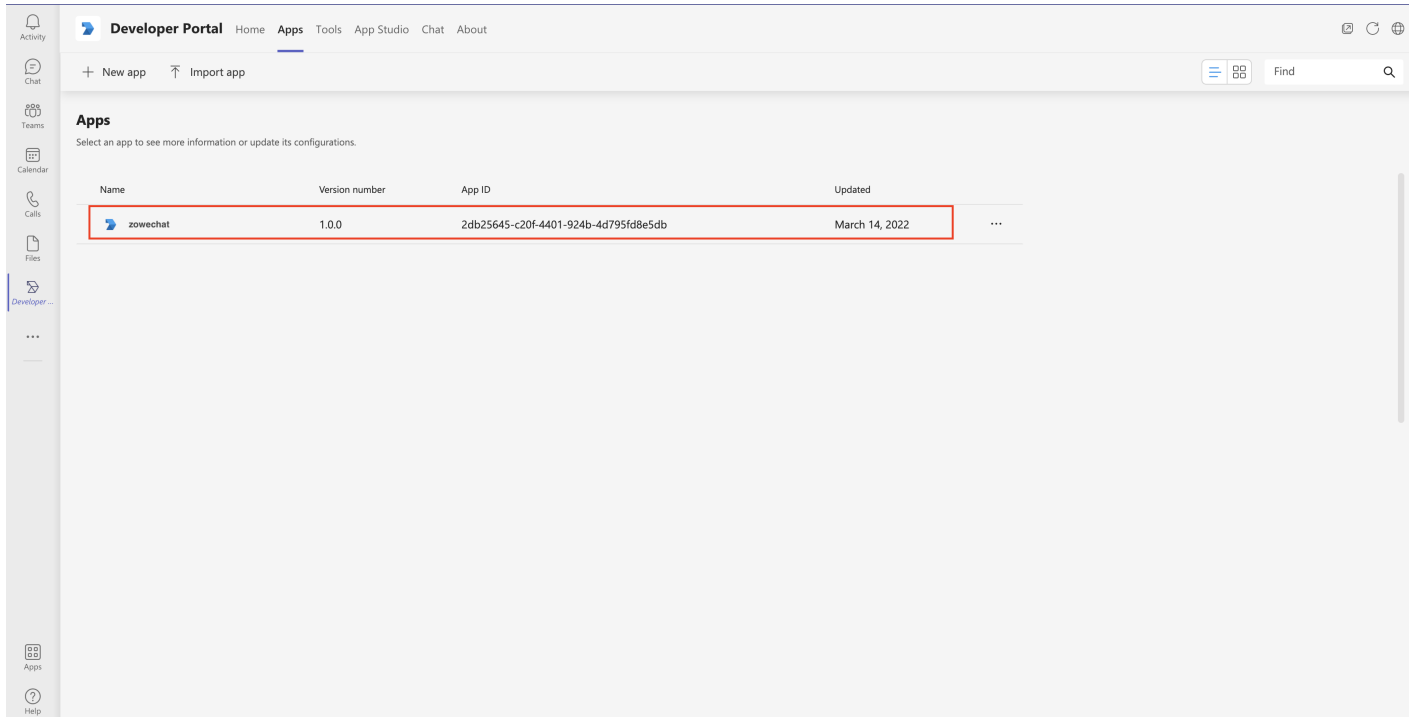 Activity
Chat
Teams
Calendar
Calls
Files
Developer ...
Apps
Help
Developer Portal Home Apps Tools App Studio Chat About
New app Import app
Find
Apps
Select an app to see more information or update its configurations.
Name Version number App ID Updated
zowechat 1.0.0 2db25645-c20f-4401-924b-4d795fd8e5db March 14, 2022